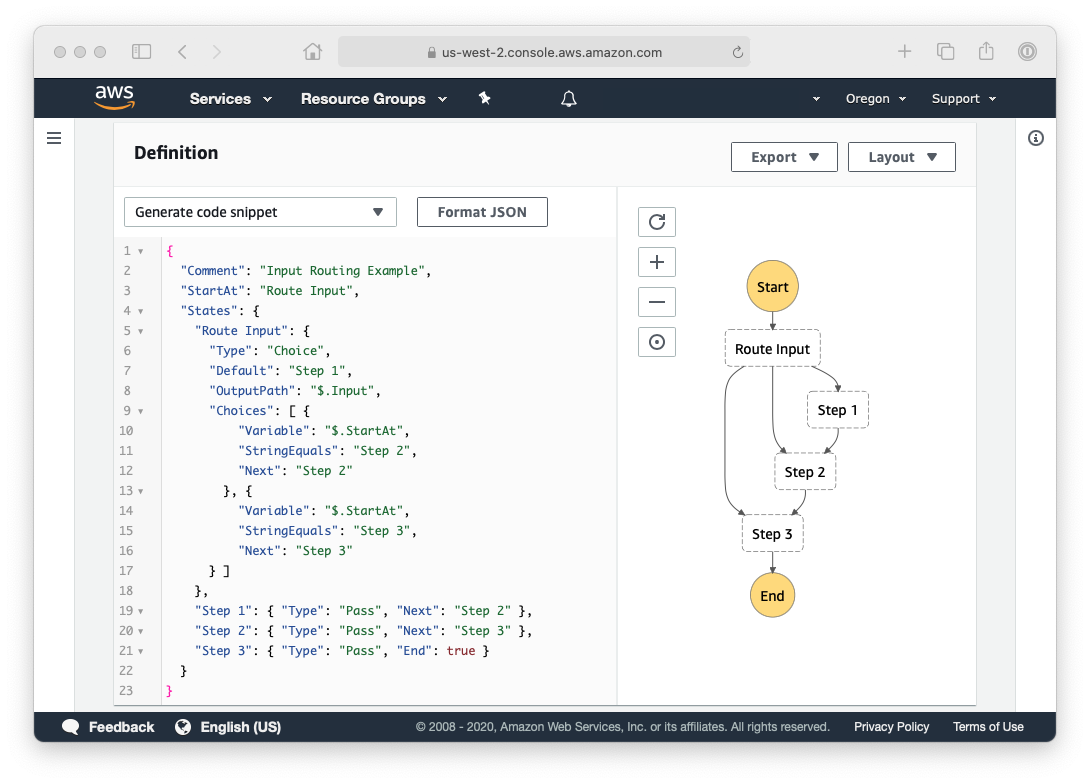 us-west-2.console.aws.amazon.com
aws Services Resource Groups Oregon Support
Definition Export Layout
Generate code snippet Format JSON
1 {
2 "Comment": "Input Routing Example",
3 "StartAt": "Route Input",
4 "States": {
5 "Route Input": {
6 "Type": "Choice",
7 "Default": "Step 1",
8 "OutputPath": "$.Input",
9 "Choices": [ {
10 "Variable": "$.StartAt",
11 "StringEquals": "Step 2",
12 "Next": "Step 2"
13 }, {
14 "Variable": "$.StartAt",
15 "StringEquals": "Step 3",
16 "Next": "Step 3"
17 } ]
18 },
19 "Step 1": { "Type": "Pass", "Next": "Step 2" },
20 "Step 2": { "Type": "Pass", "Next": "Step 3" },
21 "Step 3": { "Type": "Pass", "End": true }
22 }
23 }
Start
Route Input
Step 1
Step 2
Step 3
End
Feedback English (US) © 2008 - 2020, Amazon Web Services, Inc. or its affiliates. All rights reserved. Privacy Policy Terms of Use